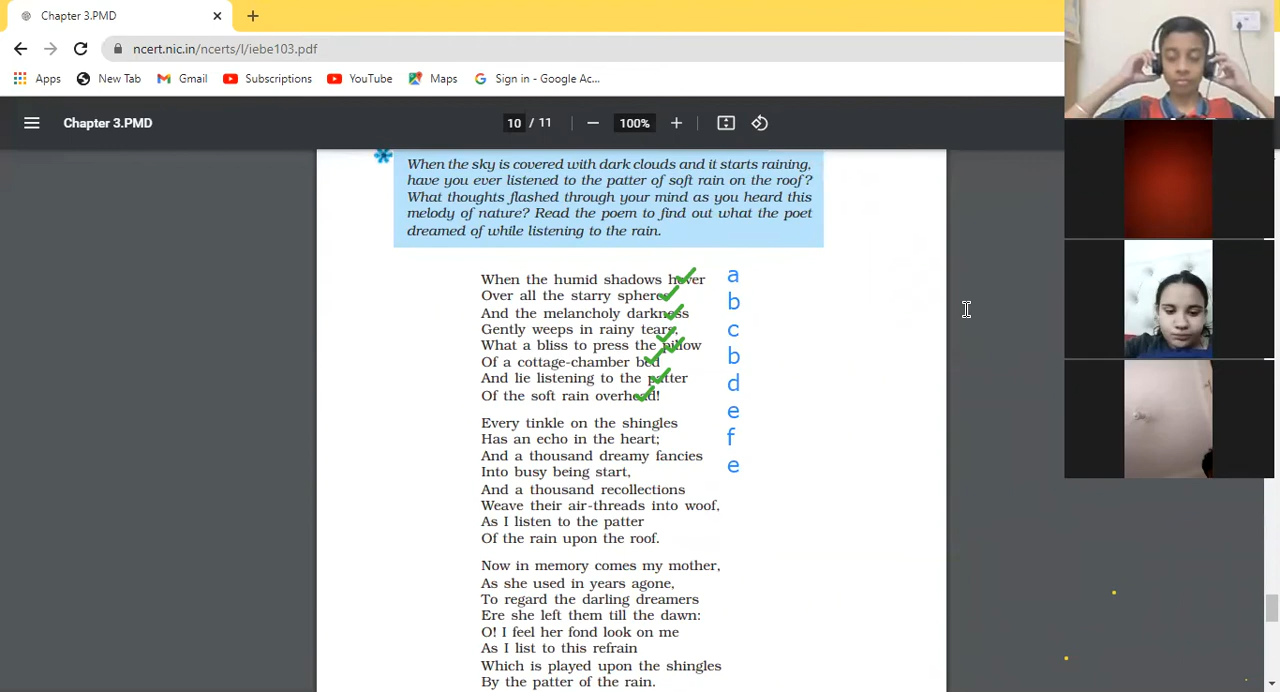 Chapter 3.PMD
ncert.nic.in/ncerts/l/iebe103.pdf
Apps New Tab Gmail Subscriptions YouTube Maps Sign in - Google Ac...
Chapter 3.PMD 10 / 11 100%
When the sky is covered with dark clouds and it starts raining,
have you ever listened to the patter of soft rain on the roof?
What thoughts flashed through your mind as you heard this
melody of nature? Read the poem to find out what the poet
dreamed of while listening to the rain.
When the humid shadows hover a
Over all the starry spheres b
And the melancholy darkness c
Gently weeps in rainy tears, b
What a bliss to press the pillow d
Of a cottage-chamber bed e
And lie listening to the patter f
Of the soft rain overhead! e
Every tinkle on the shingles
Has an echo in the heart;
And a thousand dreamy fancies
Into busy being start,
And a thousand recollections
Weave their air-threads into woof,
As I listen to the patter
Of the rain upon the roof.
Now in memory comes my mother,
As she used in years agone,
To regard the darling dreamers
Ere she left them till the dawn:
O! I feel her fond look on me
As I list to this refrain
Which is played upon the shingles
By the patter of the rain.